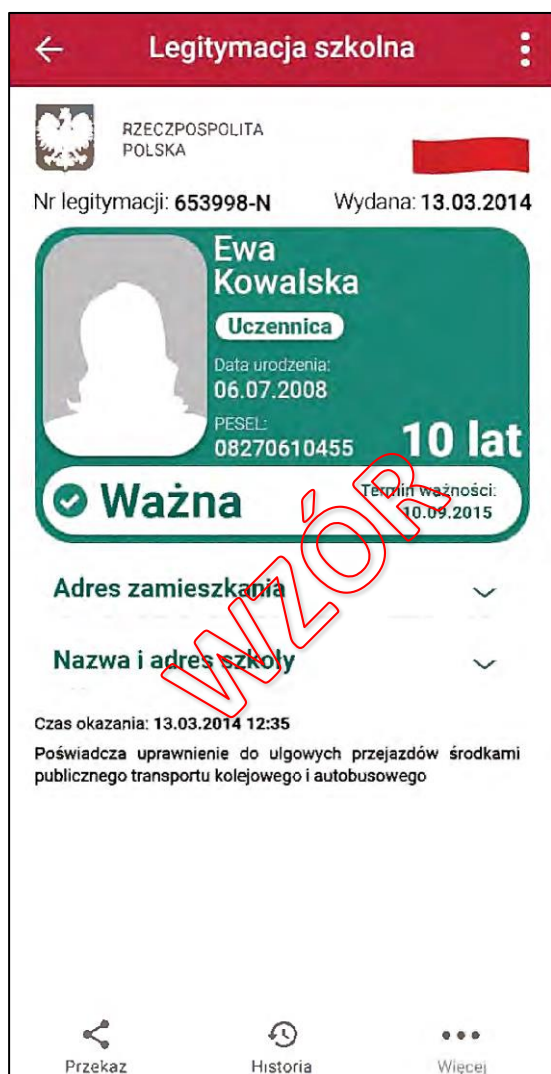 Legitymacja szkolna
RZECZPOSPOLITA
POLSKA
Nr legitymacji: 653998-N Wydana: 13.03.2014
Ewa
Kowalska
Uczennica
Data urodzenia:
06.07.2008
PESEL:
08270610455
10 lat
Ważna
Termin ważności:
10.09.2015
Adres zamieszkania
Nazwa i adres szkoły
WZÓR
Czas okazania: 13.03.2014 12:35
Poświadcza uprawnienie do ulgowych przejazdów środkami
publicznego transportu kolejowego i autobusowego
Przekaz Historia Więcej